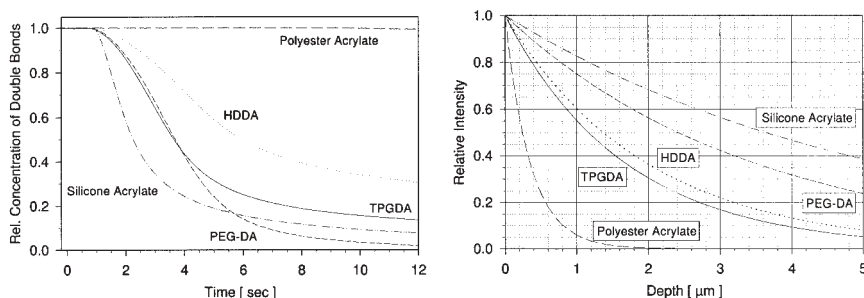 Rel. Concentration of Double Bonds
1.0
0.8
0.6
0.4
0.2
0.0
Polyester Acrylate
HDDA
Silicone Acrylate
TPGDA
PEG-DA
0 2 4 6 8 10 12
Time [ sec ]
Relative Intensity
1.0
0.8
0.6
0.4
0.2
0.0
Silicone Acrylate
HDDA
TPGDA
PEG-DA
Polyester Acrylate
0 1 2 3 4 5
Depth [ µm ]